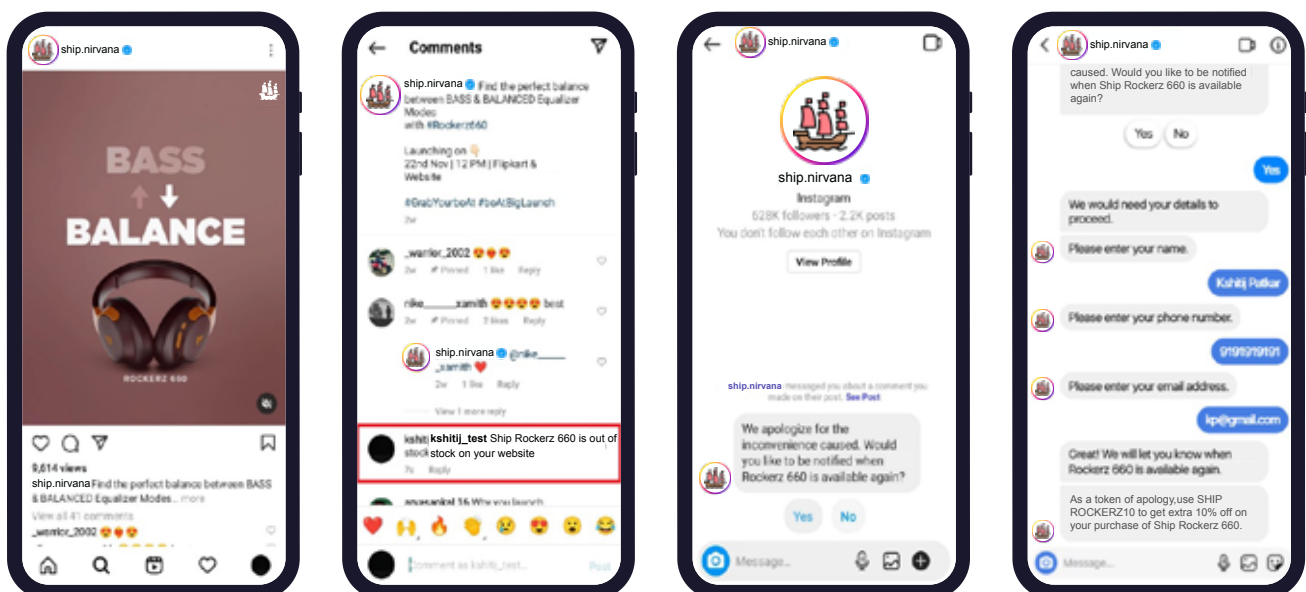 ship.nirvana
BASS
BALANCE
ROCKERZ 660
9,614 views
ship.nirvana Find the perfect balance between BASS
& BALANCED Equalizer Modes... more
View all 41 comments
_warrior_2002
Comments
ship.nirvana Find the perfect balance
between BASS & BALANCED Equalizer
Modes
with #Rockerz660
Launching on
22nd Nov | 12 PM | Flipkart &
Website
#GrabYourboAt #boAtBigLaunch
2w
_warrior_2002
2w Pinned 1 like Reply
nike______xamith best
2w Pinned 2 likes Reply
ship.nirvana @nike_____
_xamith
2w 1 like Reply
View 1 more reply
kshitij_test Ship Rockerz 660 is out of
stock on your website
7s Reply
Why you launch
Comment as kshitij_test... Post
ship.nirvana
ship.nirvana
Instagram
628K followers · 2.2K posts
You don't follow each other on Instagram
View Profile
ship.nirvana messaged you about a comment you
made on their post. See Post
We apologize for the
inconvenience caused. Would
you like to be notified when
Rockerz 660 is available again?
Yes No
Message...
ship.nirvana
caused. Would you like to be notified
when Ship Rockerz 660 is available
again?
Yes No
Yes
We would need your details to
proceed.
Please enter your name.
Kshitij Patkar
Please enter your phone number.
9191919191
Please enter your email address.
kp@gmail.com
Great! We will let you know when
Rockerz 660 is available again.
As a token of apology,use SHIP
ROCKERZ10 to get extra 10% off on
your purchase of Ship Rockerz 660.
Message...